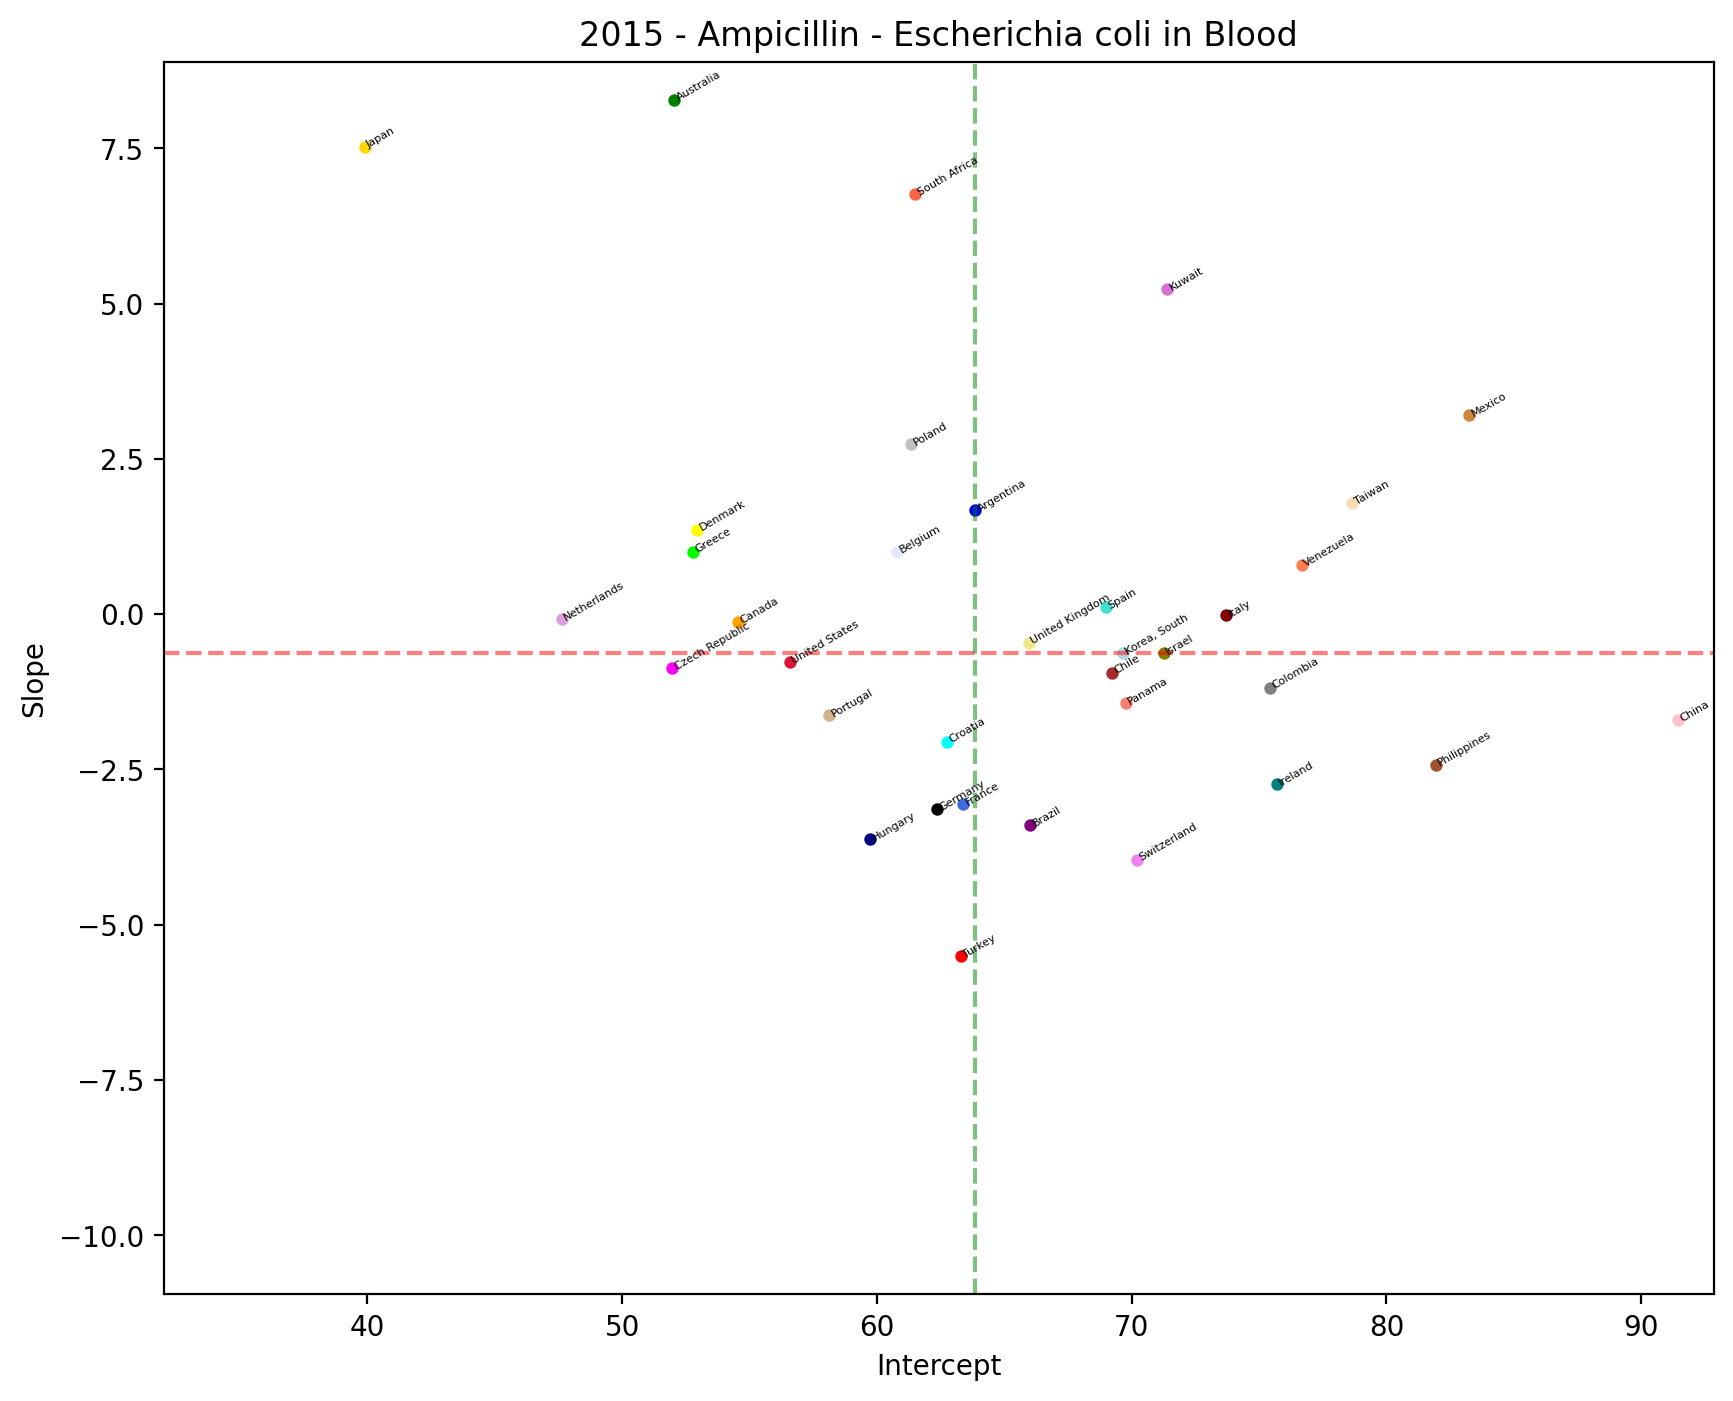 2015 - Ampicillin - Escherichia coli in Blood
Slope
7.5
5.0
2.5
0.0
−2.5
−5.0
−7.5
−10.0
Australia
Japan
South Africa
Kuwait
Mexico
Poland
Taiwan
Argentina
Denmark
Greece
Belgium
Venezuela
Netherlands
Canada
Spain
Italy
United Kingdom
Czech Republic
United States
Korea, South
Israel
Chile
Colombia
Panama
Portugal
China
Croatia
Philippines
Ireland
Germany
France
Hungary
Brazil
Switzerland
Turkey
40
50
60
70
80
90
Intercept